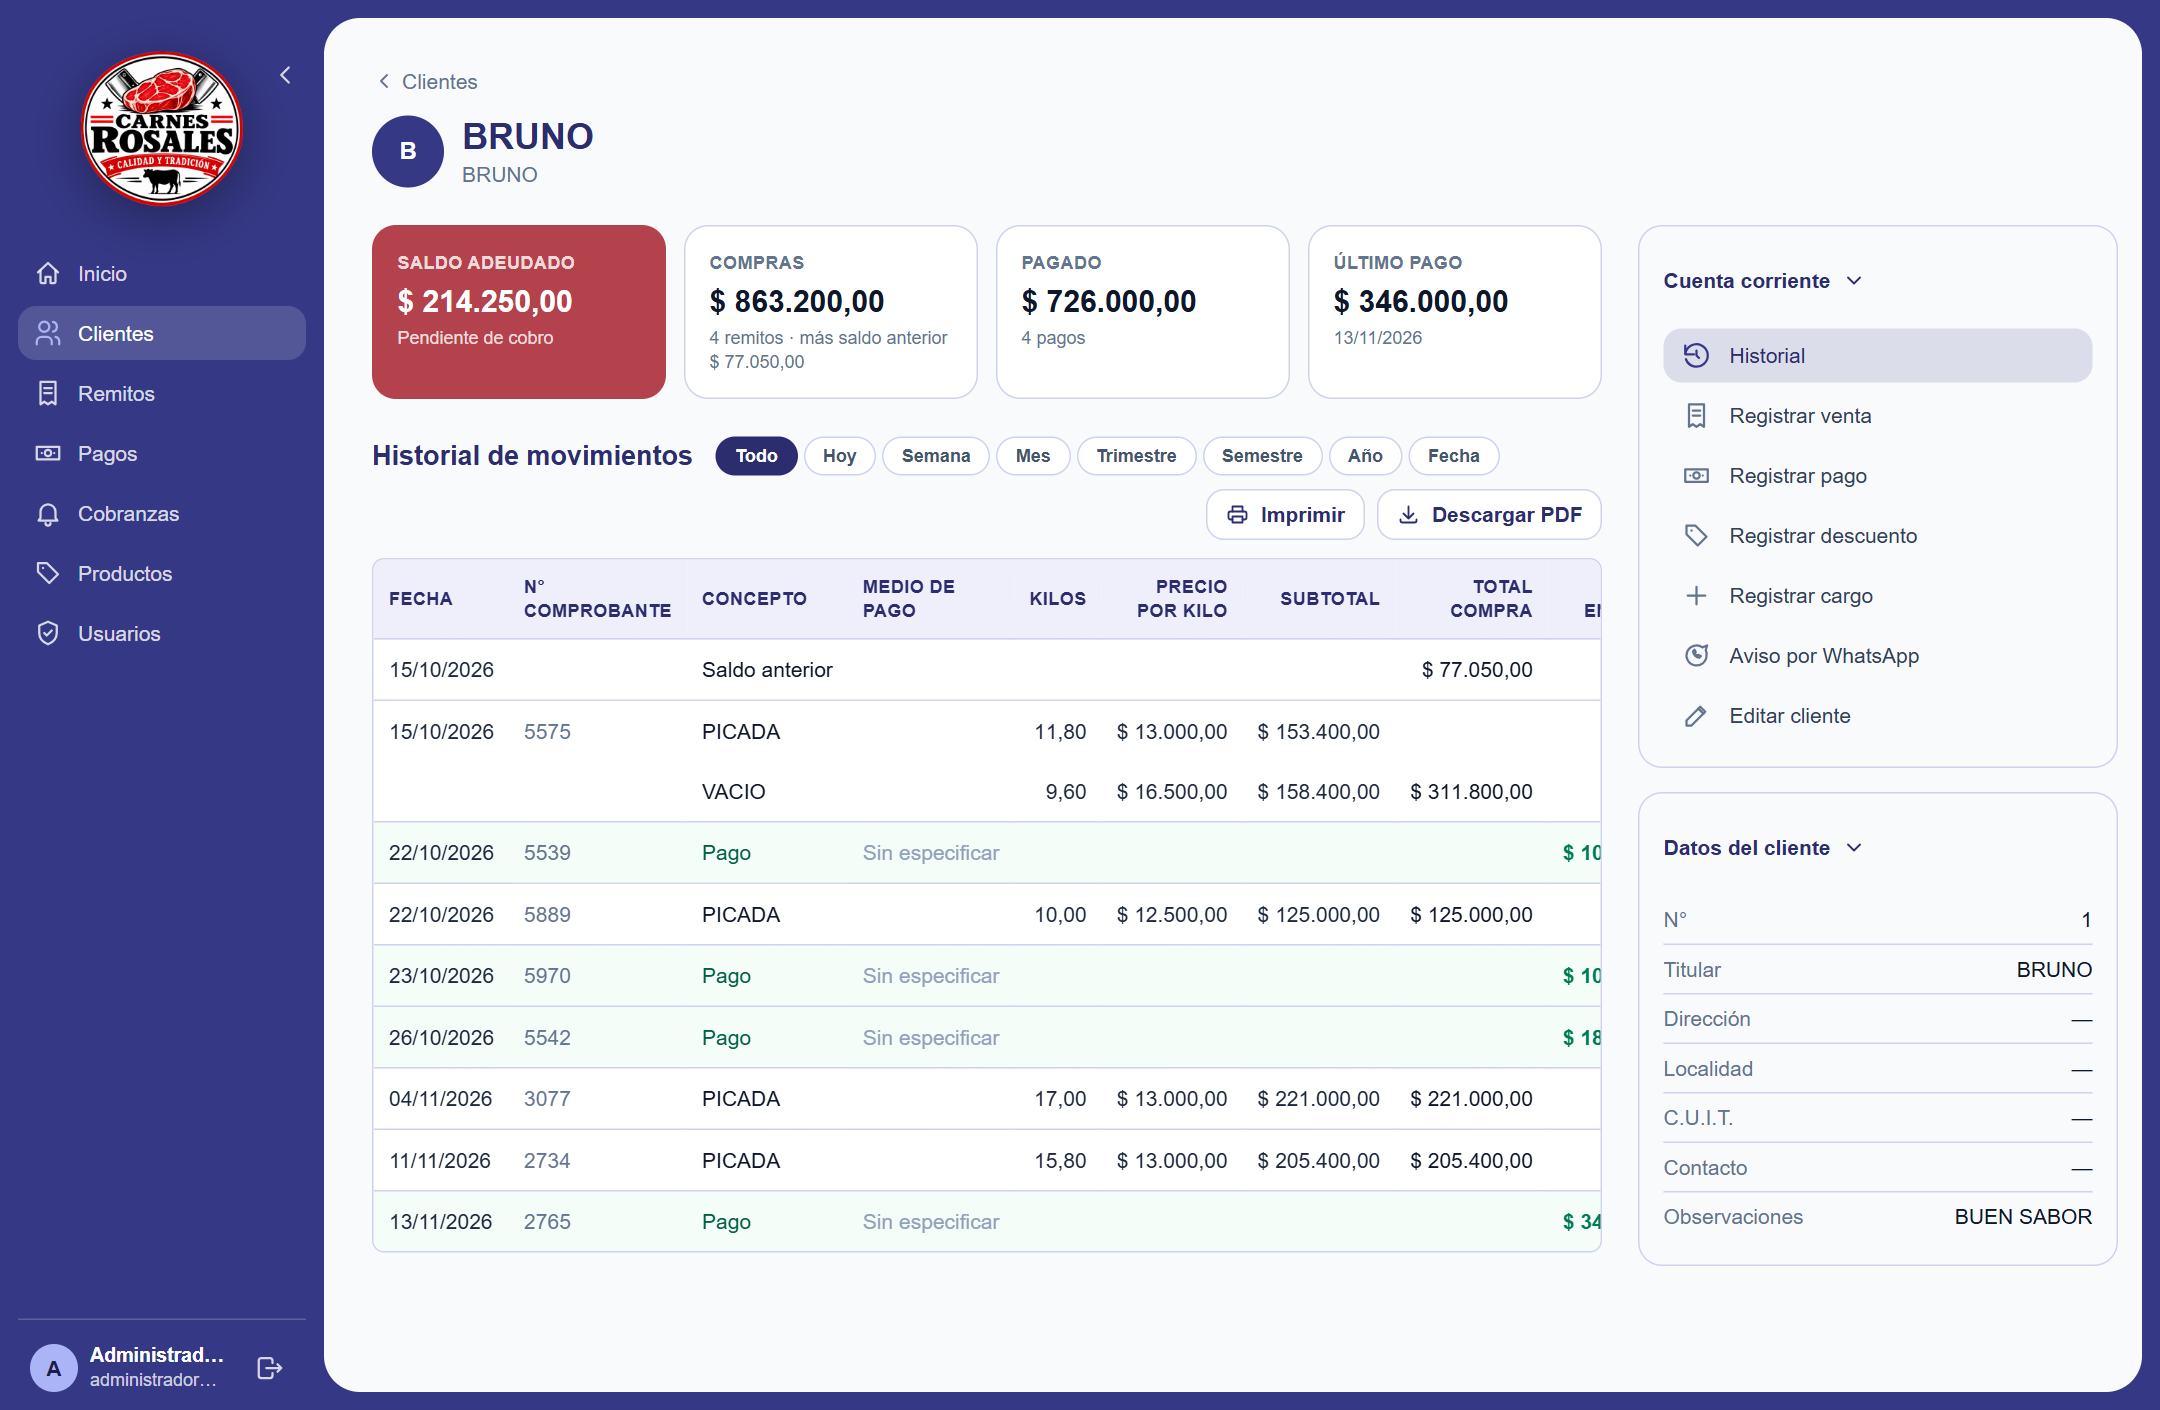 CARNES
ROSALES
CALIDAD Y TRADICIÓN
Inicio
Clientes
Remitos
Pagos
Cobranzas
Productos
Usuarios
A
Administrad...
administrador...
Clientes
B
BRUNO
BRUNO
SALDO ADEUDADO
$ 214.250,00
Pendiente de cobro
COMPRAS
$ 863.200,00
4 remitos · más saldo anterior
$ 77.050,00
PAGADO
$ 726.000,00
4 pagos
ÚLTIMO PAGO
$ 346.000,00
13/11/2026
Historial de movimientos
Todo Hoy Semana Mes Trimestre Semestre Año Fecha
Imprimir Descargar PDF
FECHA N° COMPROBANTE CONCEPTO MEDIO DE PAGO KILOS PRECIO POR KILO SUBTOTAL TOTAL COMPRA
15/10/2026 Saldo anterior $ 77.050,00
15/10/2026 5575 PICADA 11,80 $ 13.000,00 $ 153.400,00
VACIO 9,60 $ 16.500,00 $ 158.400,00 $ 311.800,00
22/10/2026 5539 Pago Sin especificar $ 10
22/10/2026 5889 PICADA 10,00 $ 12.500,00 $ 125.000,00 $ 125.000,00
23/10/2026 5970 Pago Sin especificar $ 10
26/10/2026 5542 Pago Sin especificar $ 18
04/11/2026 3077 PICADA 17,00 $ 13.000,00 $ 221.000,00 $ 221.000,00
11/11/2026 2734 PICADA 15,80 $ 13.000,00 $ 205.400,00 $ 205.400,00
13/11/2026 2765 Pago Sin especificar $ 34
Cuenta corriente
Historial
Registrar venta
Registrar pago
Registrar descuento
Registrar cargo
Aviso por WhatsApp
Editar cliente
Datos del cliente
N° 1
Titular BRUNO
Dirección —
Localidad —
C.U.I.T. —
Contacto —
Observaciones BUEN SABOR